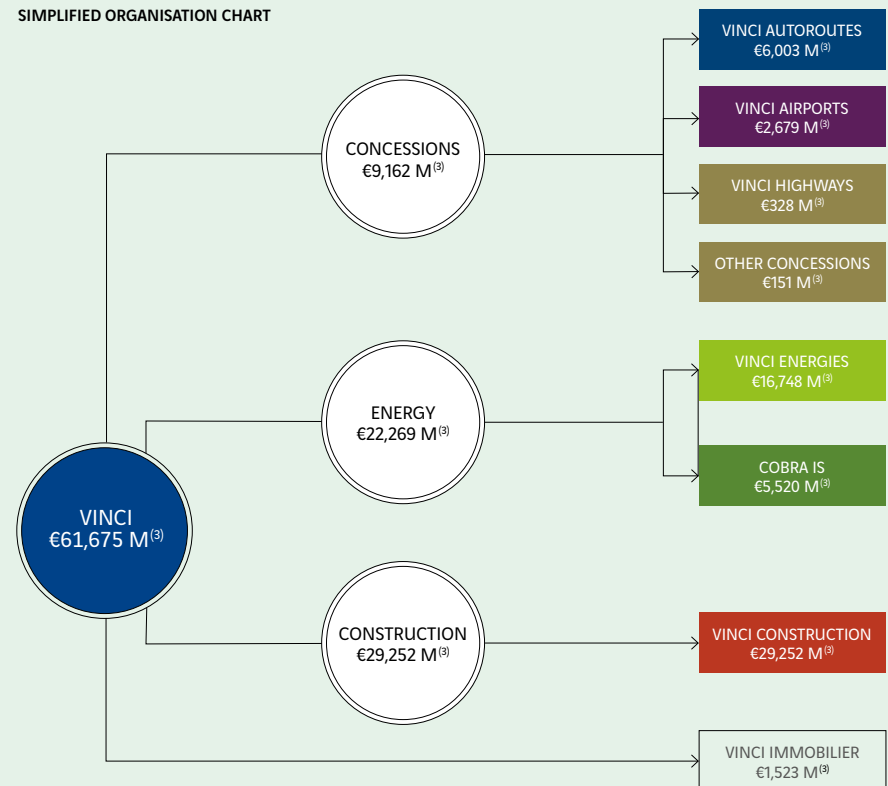 SIMPLIFIED ORGANISATION CHART
VINCI AUTOROUTES
€6,003 M(3)
VINCI AIRPORTS
€2,679 M(3)
CONCESSIONS
€9,162 M(3)
VINCI HIGHWAYS
€328 M(3)
OTHER CONCESSIONS
€151 M(3)
VINCI ENERGIES
€16,748 M(3)
ENERGY
€22,269 M(3)
COBRA IS
€5,520 M(3)
VINCI
€61,675 M(3)
CONSTRUCTION
€29,252 M(3)
VINCI CONSTRUCTION
€29,252 M(3)
VINCI IMMOBILIER
€1,523 M(3)